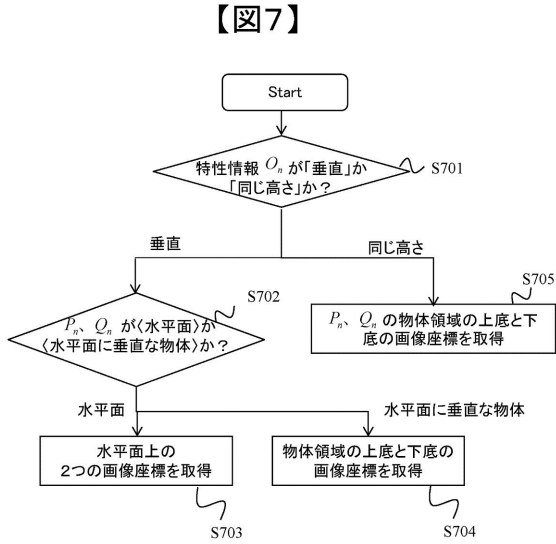 【図7】
Start
特性情報 On が「垂直」か
「同じ高さ」か？
S701
垂直
同じ高さ
S702
Pn、Qn が〈水平面〉か
〈水平面に垂直な物体〉か？
S705
Pn、Qn の物体領域の上底と下
底の画像座標を取得
水平面
水平面に垂直な物体
水平面上の
２つの画像座標を取得
物体領域の上底と下底の
画像座標を取得
S703
S704